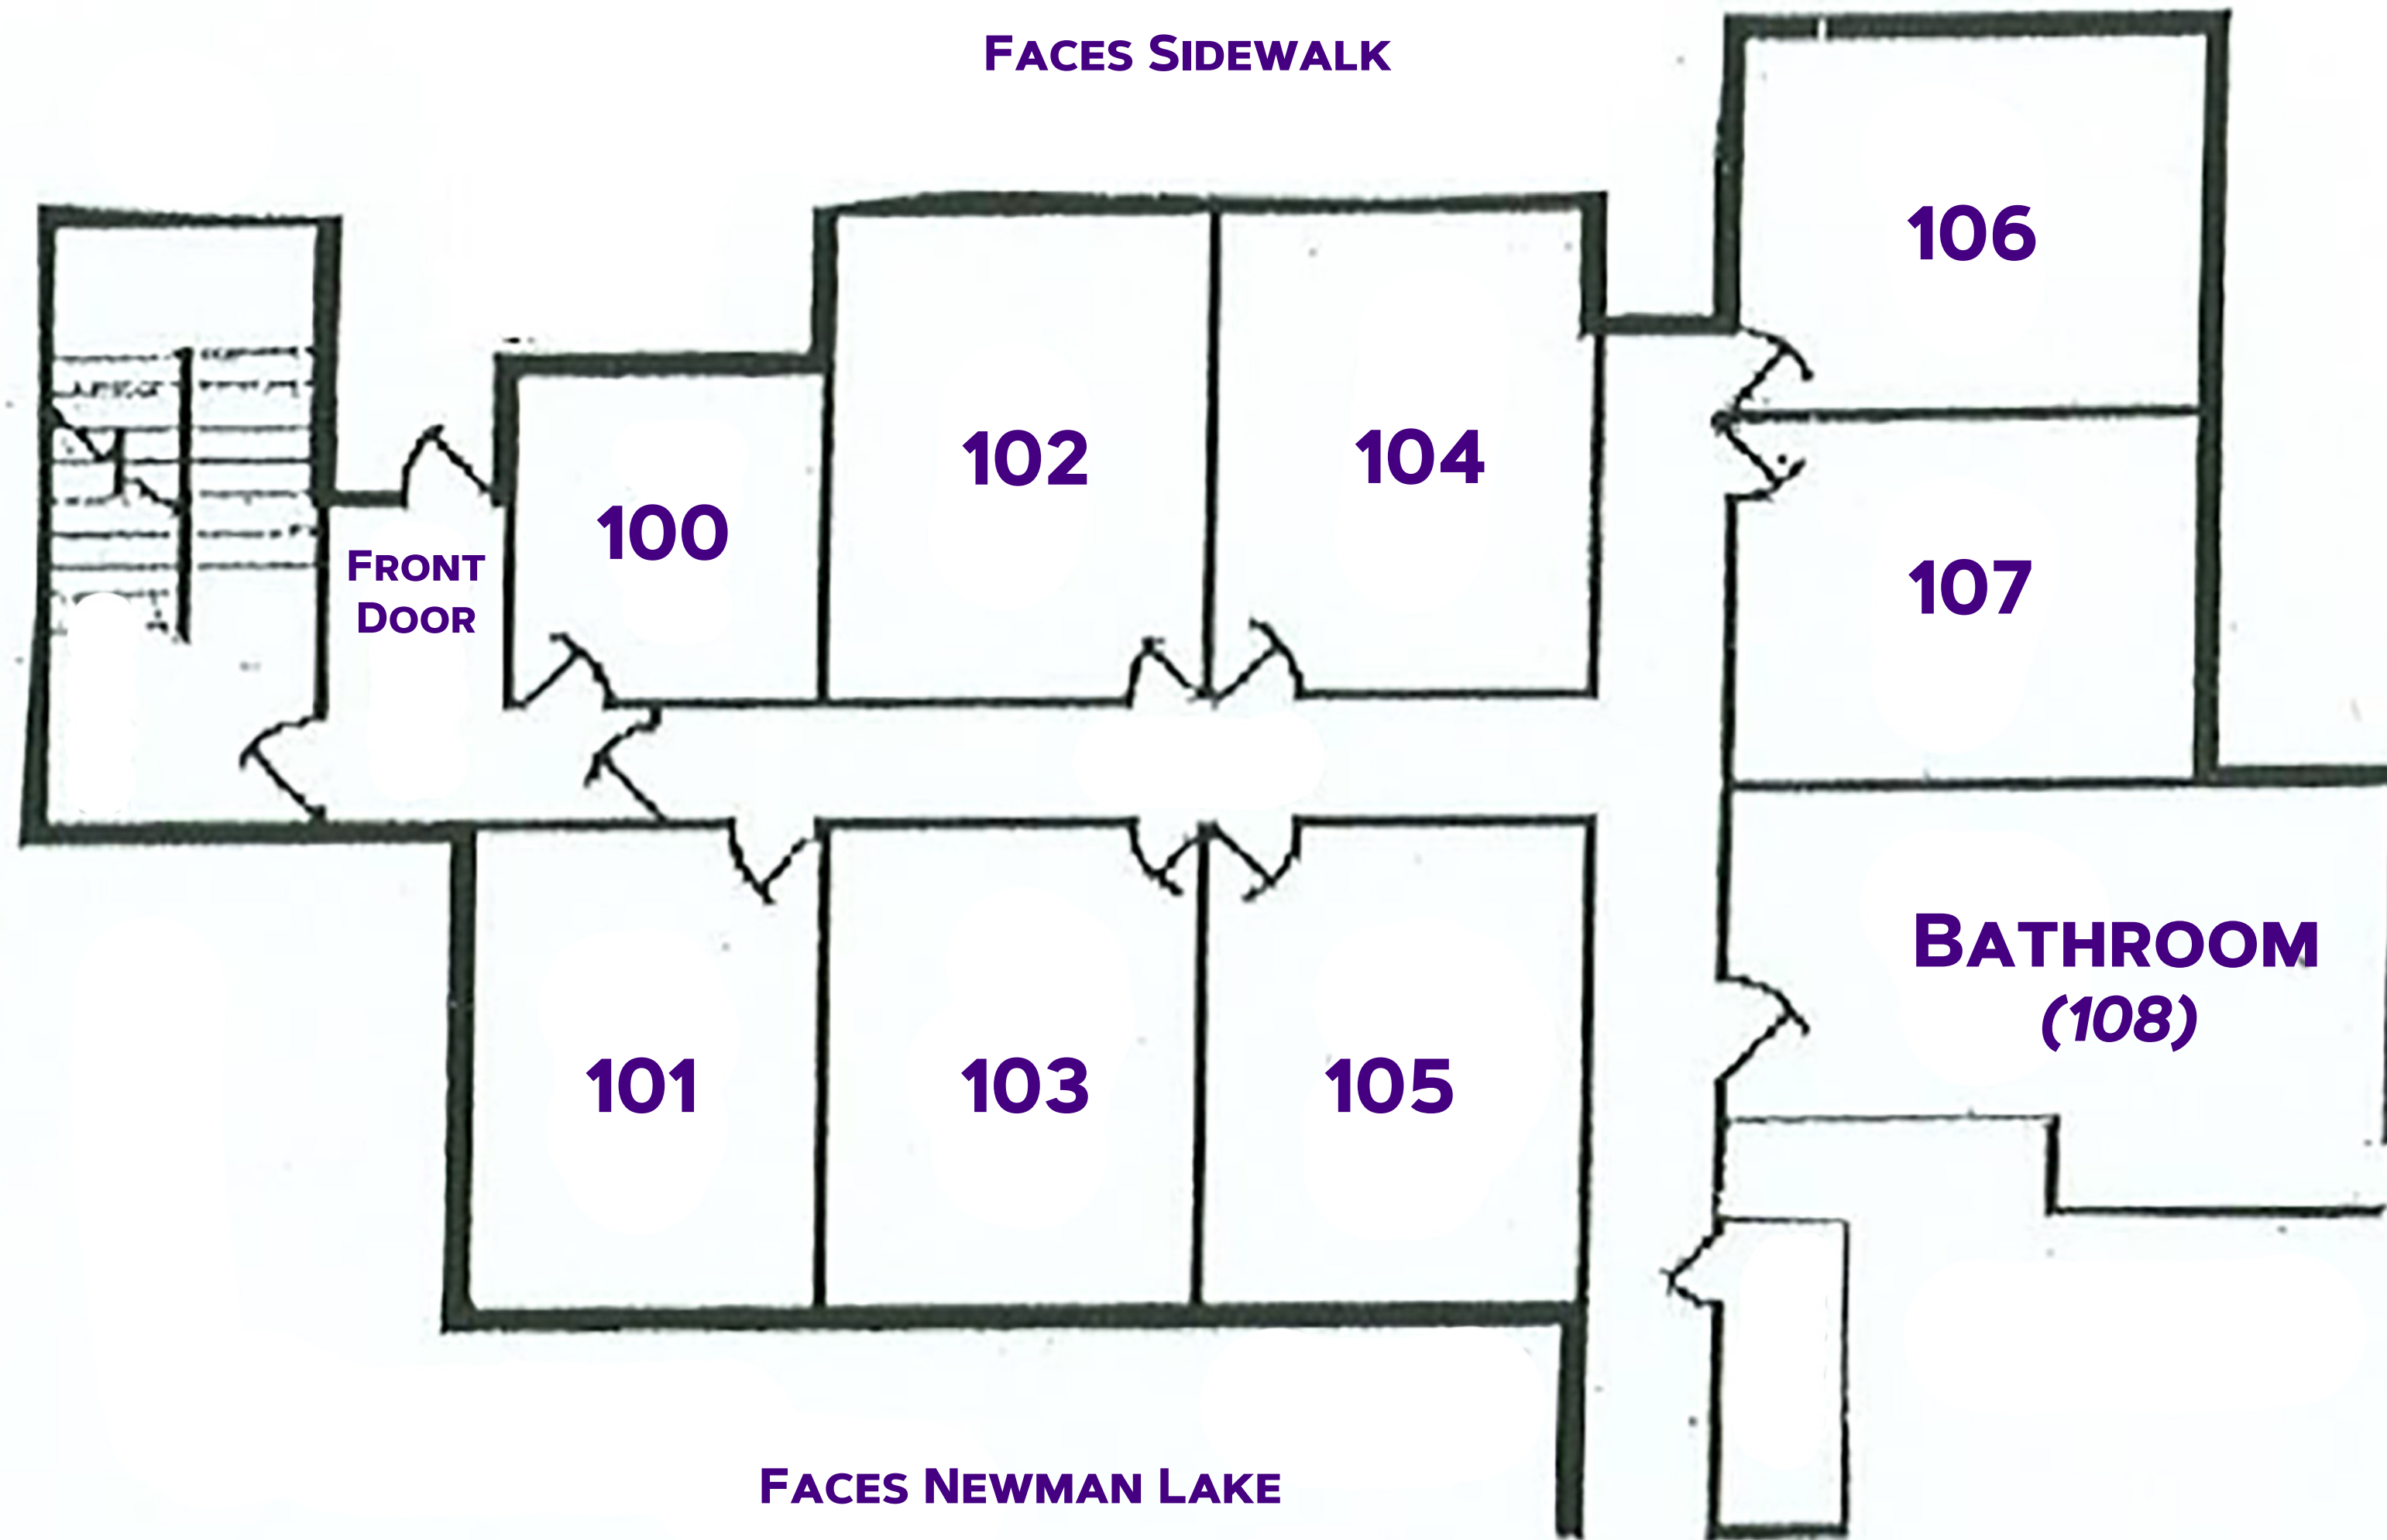 FACES SIDEWALK
106
102
104
100
FRONT
DOOR
107
BATHROOM
(108)
101
103
105
FACES NEWMAN LAKE